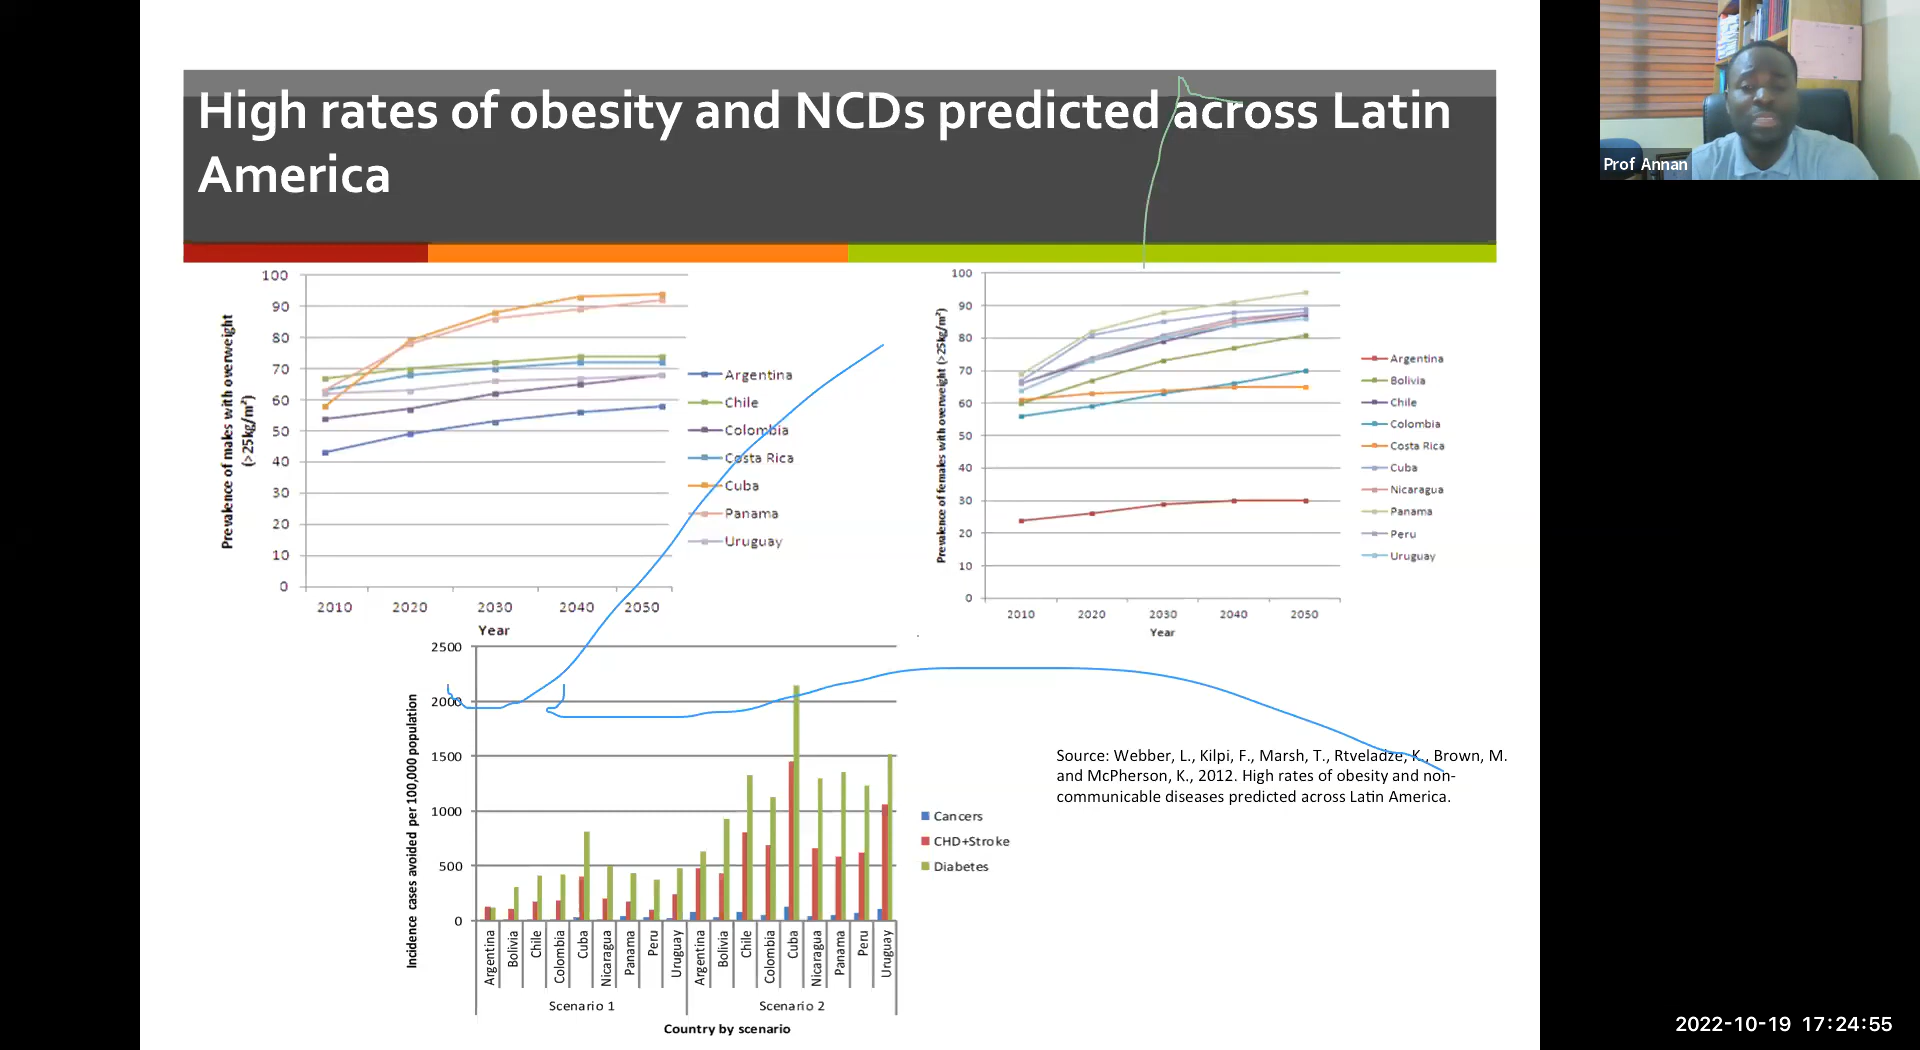 High rates of obesity and NCDs predicted across Latin
America
Prof Annan
100
90
80
70
60
50
40
30
20
10
0
Prevalence of males with overweight
(>25kg/m²)
2010 2020 2030 2040 2050
Year
Argentina
Chile
Colombia
Costa Rica
Cuba
Panama
Uruguay
100
90
80
70
60
50
40
30
20
10
0
Prevalence of females with overweight (>25kg/m²)
2010 2020 2030 2040 2050
Year
Argentina
Bolivia
Chile
Colombia
Costa Rica
Cuba
Nicaragua
Panama
Peru
Uruguay
2500
2000
1500
1000
500
0
Incidence cases avoided per 100,000 population
Argentina Bolivia Chile Colombia Cuba Nicaragua Panama Peru Uruguay Argentina Bolivia Chile Colombia Cuba Nicaragua Panama Peru Uruguay
Scenario 1 Scenario 2
Country by scenario
Cancers
CHD+Stroke
Diabetes
Source: Webber, L., Kilpi, F., Marsh, T., Rtveladze, K., Brown, M.
and McPherson, K., 2012. High rates of obesity and non-
communicable diseases predicted across Latin America.
2022-10-19 17:24:55